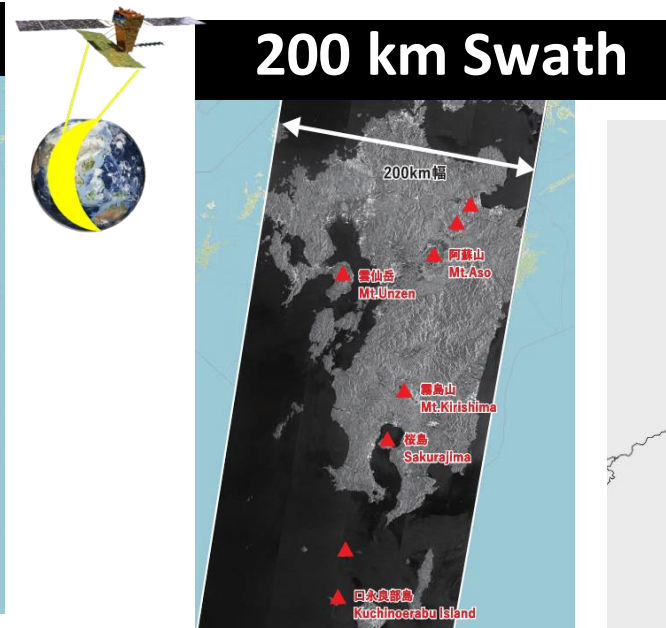 200 km Swath
200km幅
阿蘇山
Mt.Aso
雲仙岳
Mt.Unzen
霧島山
Mt.Kirishima
桜島
Sakurajima
口永良部島
Kuchinoerabu Island